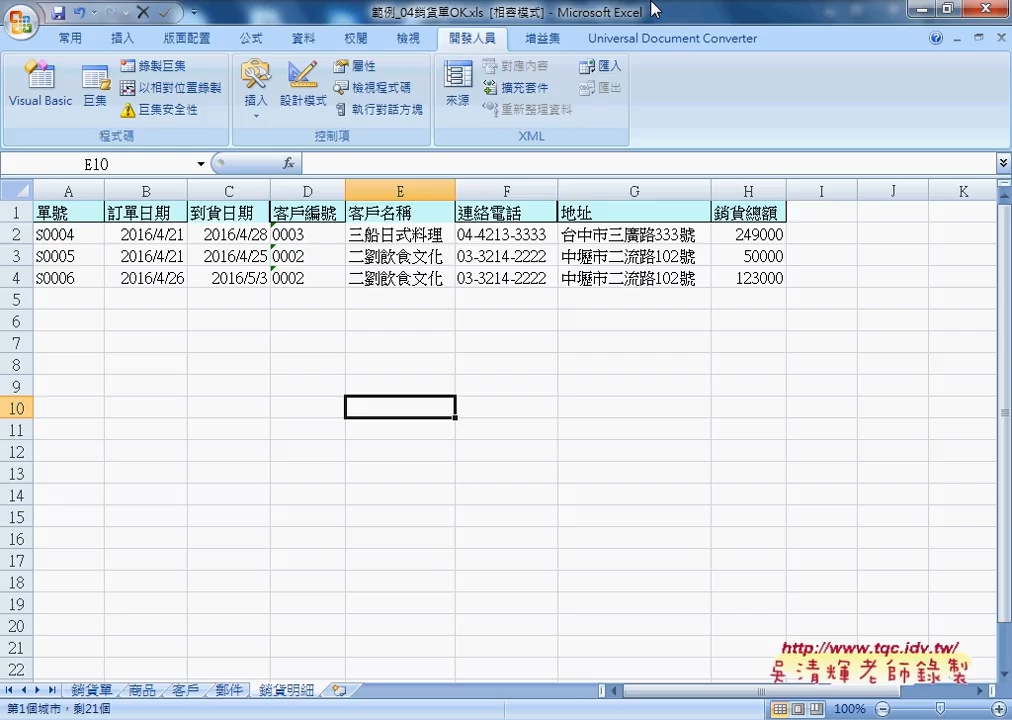 範例_04銷貨單OK.xls [相容模式] - Microsoft Excel
常用 插入 版面配置 公式 資料 校閱 檢視 開發人員 增益集 Universal Document Converter
Visual Basic 巨集 錄製巨集 以相對位置錄製 巨集安全性 程式碼
插入 設計模式 屬性 檢視程式碼 執行對話方塊 控制項
來源 對應內容 擴充套件 重新整理資料 匯入 匯出 XML
E10 fx
A B C D E F G H I J K
1 單號 訂單日期 到貨日期 客戶編號 客戶名稱 連絡電話 地址 銷貨總額
2 S0004 2016/4/21 2016/4/28 0003 三船日式料理 04-4213-3333 台中市三廣路333號 249000
3 S0005 2016/4/21 2016/4/25 0002 二劉飲食文化 03-3214-2222 中壢市二流路102號 50000
4 S0006 2016/4/26 2016/5/3 0002 二劉飲食文化 03-3214-2222 中壢市二流路102號 123000
5
6
7
8
9
10
11
12
13
14
15
16
17
18
19
20
21
22
http://www.tqc.idv.tw/
吳清輝老師錄製
銷貨單 商品 客戶 郵件 銷貨明細
第1個城市，剩21個 100%